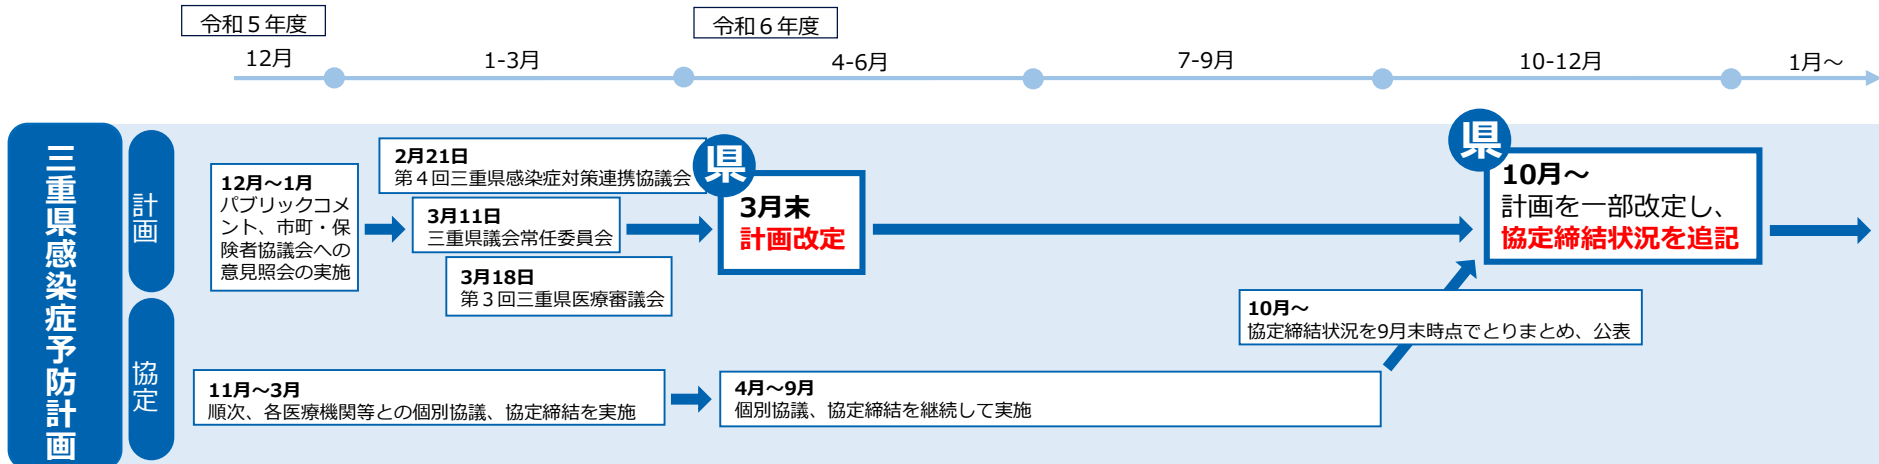 令和５年度
令和６年度
12月
1-3月
4-6月
7-9月
10-12月
1月～
三重県感染症予防計画
計画
12月～1月
パブリックコメ
ント、市町・保
険者協議会への
意見照会の実施
2月21日
第４回三重県感染症対策連携協議会
3月11日
三重県議会常任委員会
3月18日
第３回三重県医療審議会
県
3月末
計画改定
県
10月～
計画を一部改定し、
協定締結状況を追記
10月～
協定締結状況を9月末時点でとりまとめ、公表
協定
11月～3月
順次、各医療機関等との個別協議、協定締結を実施
4月～9月
個別協議、協定締結を継続して実施